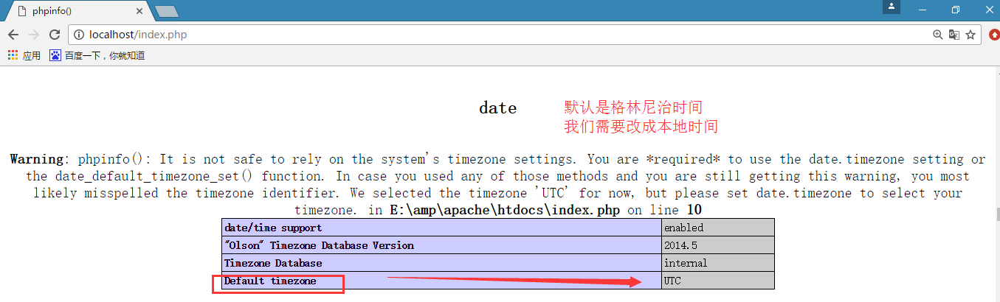 phpinfo()
localhost/index.php
应用 百度一下，你就知道
date
默认是格林尼治时间
我们需要改成本地时间
Warning: phpinfo(): It is not safe to rely on the system's timezone settings. You are *required* to use the date.timezone setting or
the date_default_timezone_set() function. In case you used any of those methods and you are still getting this warning, you most
likely misspelled the timezone identifier. We selected the timezone 'UTC' for now, but please set date.timezone to select your
timezone. in E:\amp\apache\htdocs\index.php on line 10
date/time support enabled
"Olson" Timezone Database Version 2014.5
Timezone Database internal
Default timezone UTC